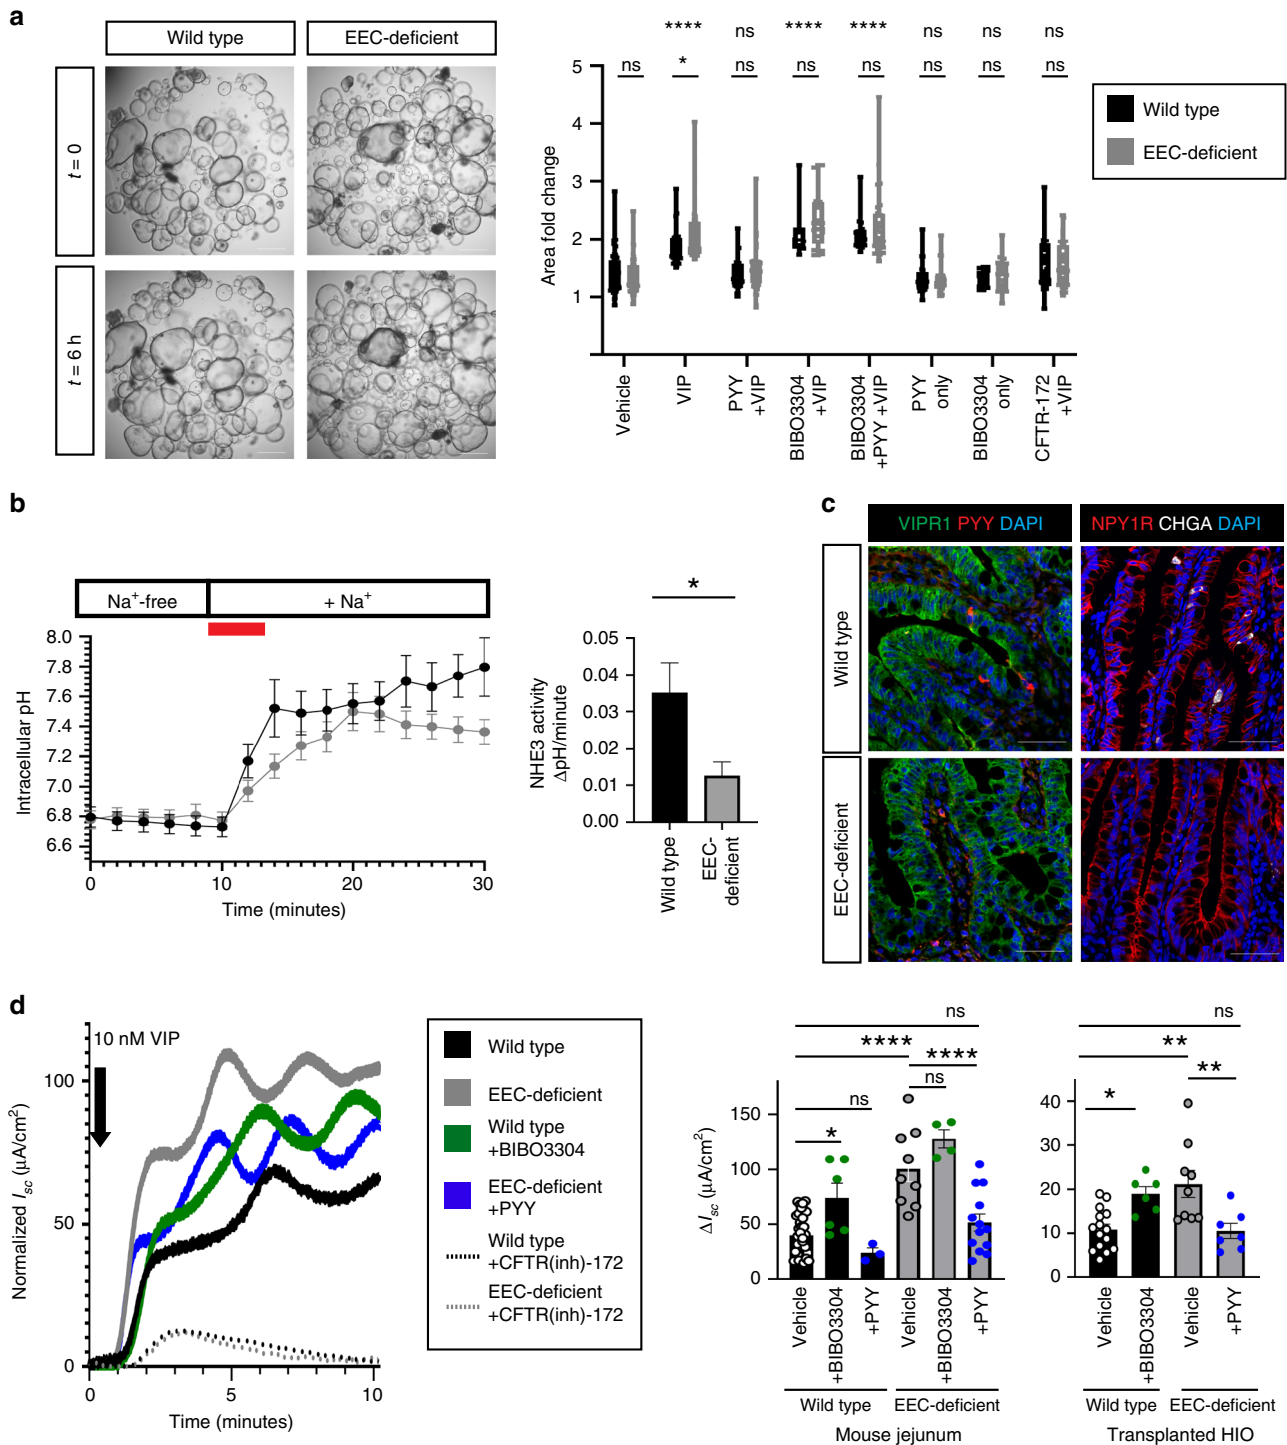 a
Wild type
EEC-deficient
t = 0
t = 6 h
**** ns **** **** ns ns ns
ns * ns ns ns ns ns ns
5
4
3
2
1
Area fold change
Vehicle
VIP
PYY
+VIP
BIBO3304
+VIP
BIBO3304
+PYY +VIP
PYY
only
BIBO3304
only
CFTR-172
+VIP
Wild type
EEC-deficient
b
Na+-free
+ Na+
8.0
7.8
7.6
7.4
7.2
7.0
6.8
6.6
Intracellular pH
0 10 20 30
Time (minutes)
*
0.05
0.04
0.03
0.02
0.01
0.00
NHE3 activity
ΔpH/minute
Wild type
EEC-
deficient
c
VIPR1 PYY DAPI
NPY1R CHGA DAPI
Wild type
EEC-deficient
d
10 nM VIP
100
50
0
Normalized Isc (μA/cm2)
0 5 10
Time (minutes)
Wild type
EEC-deficient
Wild type
+BIBO3304
EEC-deficient
+PYY
Wild type
+CFTR(inh)-172
EEC-deficient
+CFTR(inh)-172
ns
****
****
ns
ns
*
150
100
50
0
ΔIsc (μA/cm2)
Vehicle
+BIBO3304
+PYY
Vehicle
+BIBO3304
+PYY
Wild type
EEC-deficient
Mouse jejunum
ns
**
**
*
40
30
20
10
0
Vehicle
+BIBO3304
Vehicle
+PYY
Wild type
EEC-deficient
Transplanted HIO